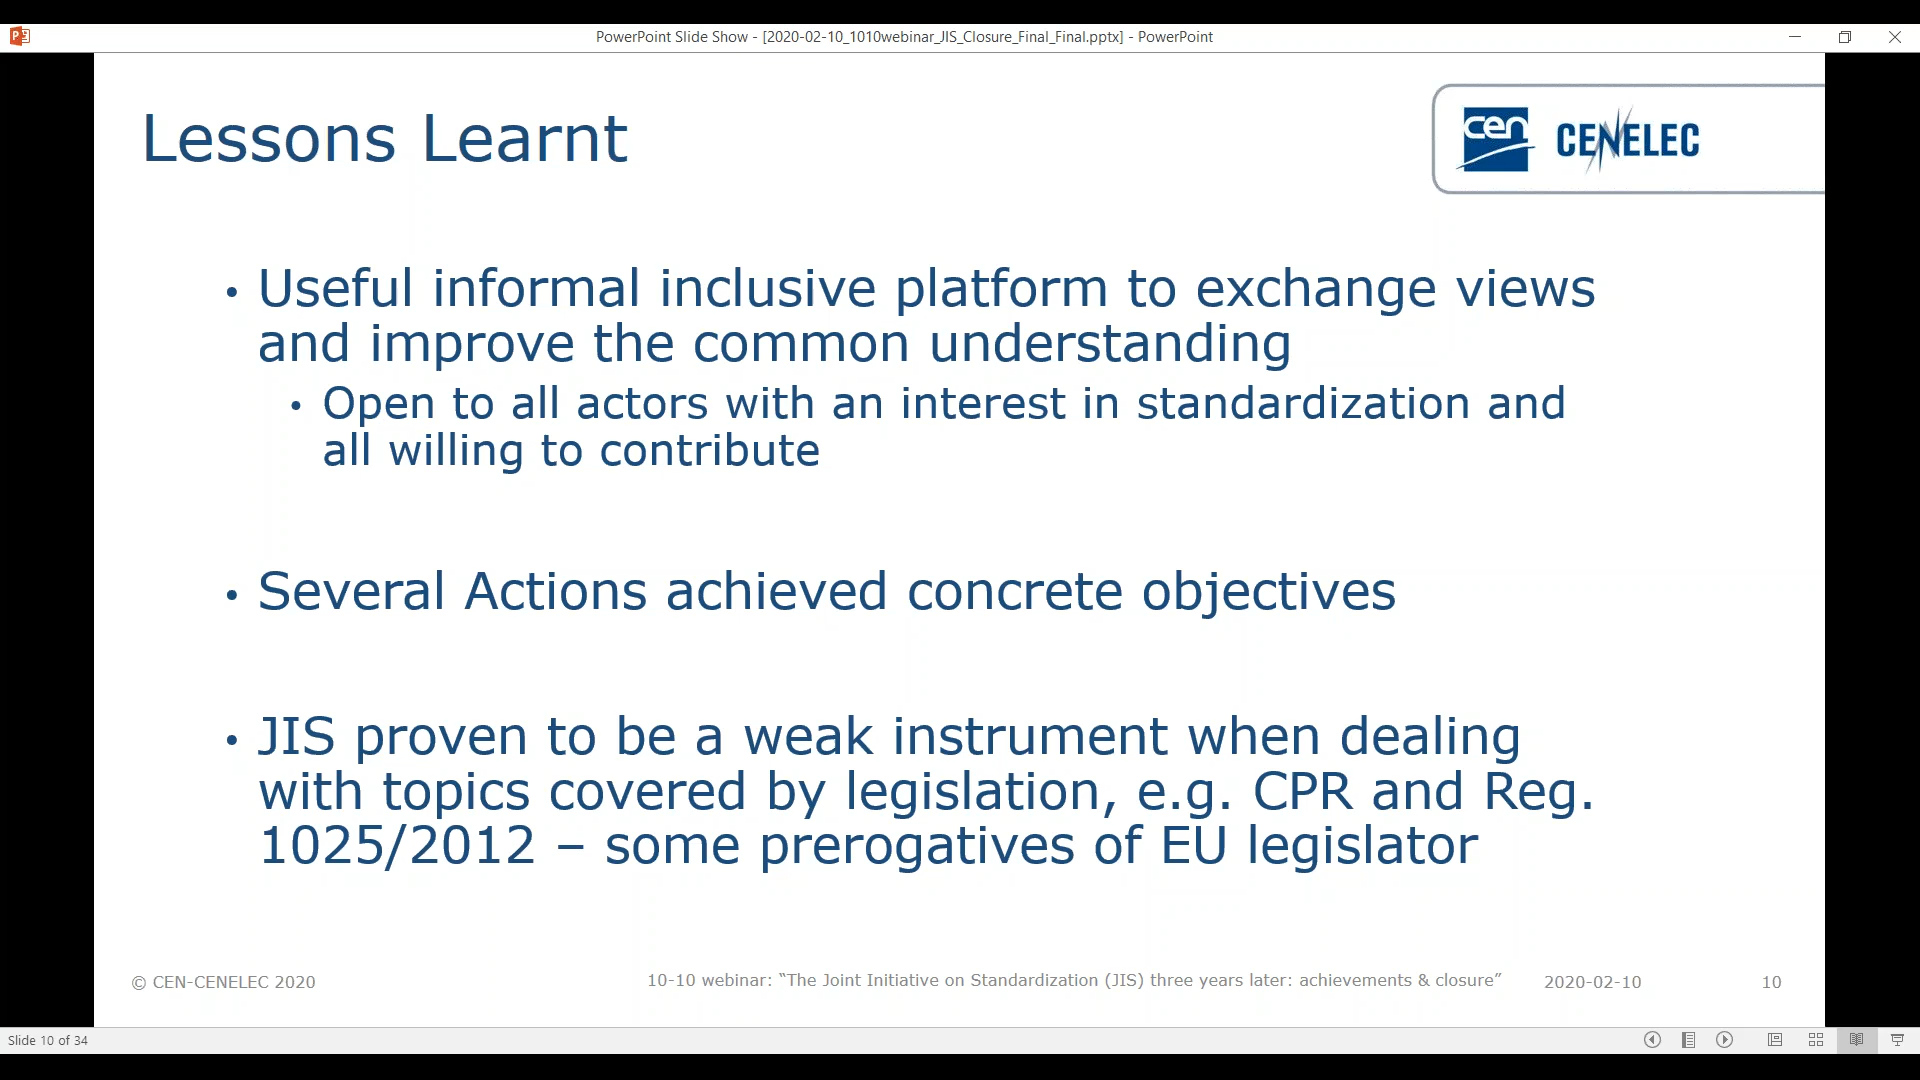 PowerPoint Slide Show - [2020-02-10_1010webinar_JIS_Closure_Final_Final.pptx] - PowerPoint
Lessons Learnt
cen
CENELEC
• Useful informal inclusive platform to exchange views
and improve the common understanding
• Open to all actors with an interest in standardization and
all willing to contribute
• Several Actions achieved concrete objectives
• JIS proven to be a weak instrument when dealing
with topics covered by legislation, e.g. CPR and Reg.
1025/2012 – some prerogatives of EU legislator
© CEN-CENELEC 2020
10-10 webinar: “The Joint Initiative on Standardization (JIS) three years later: achievements & closure”
2020-02-10
10
Slide 10 of 34